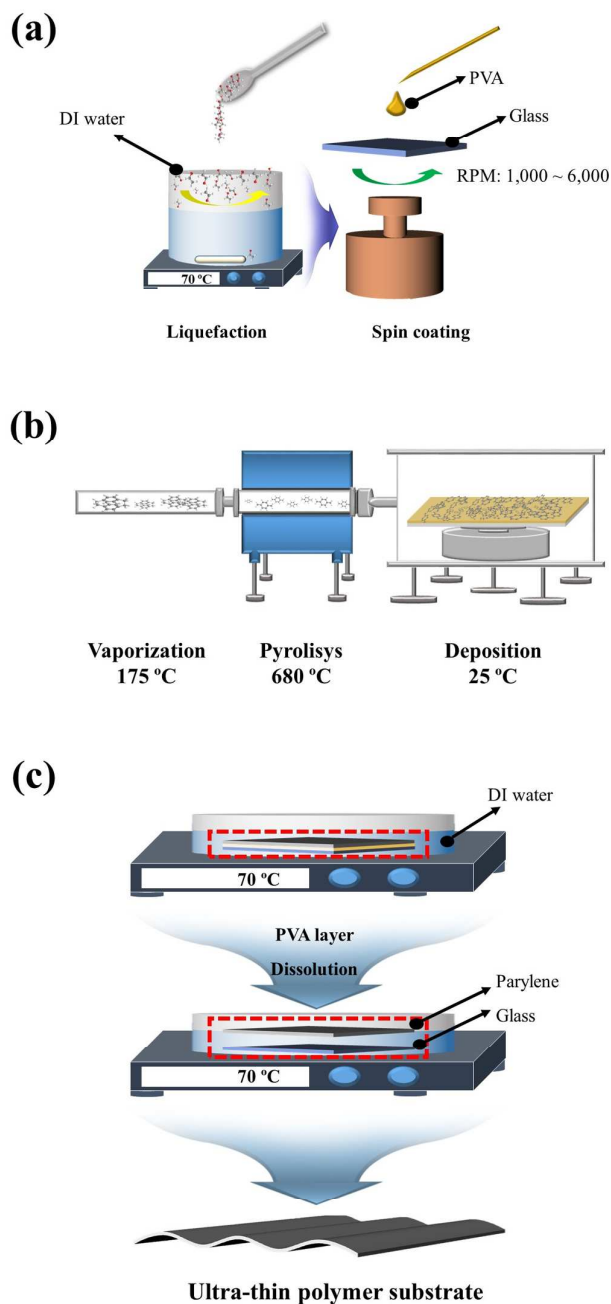 (a)
PVA
DI water
Glass
RPM: 1,000 ~ 6,000
70 ºC
Liquefaction
Spin coating
(b)
Vaporization
175 ºC
Pyrolisys
680 ºC
Deposition
25 ºC
(c)
DI water
70 ºC
PVA layer
Dissolution
Parylene
Glass
70 ºC
Ultra-thin polymer substrate